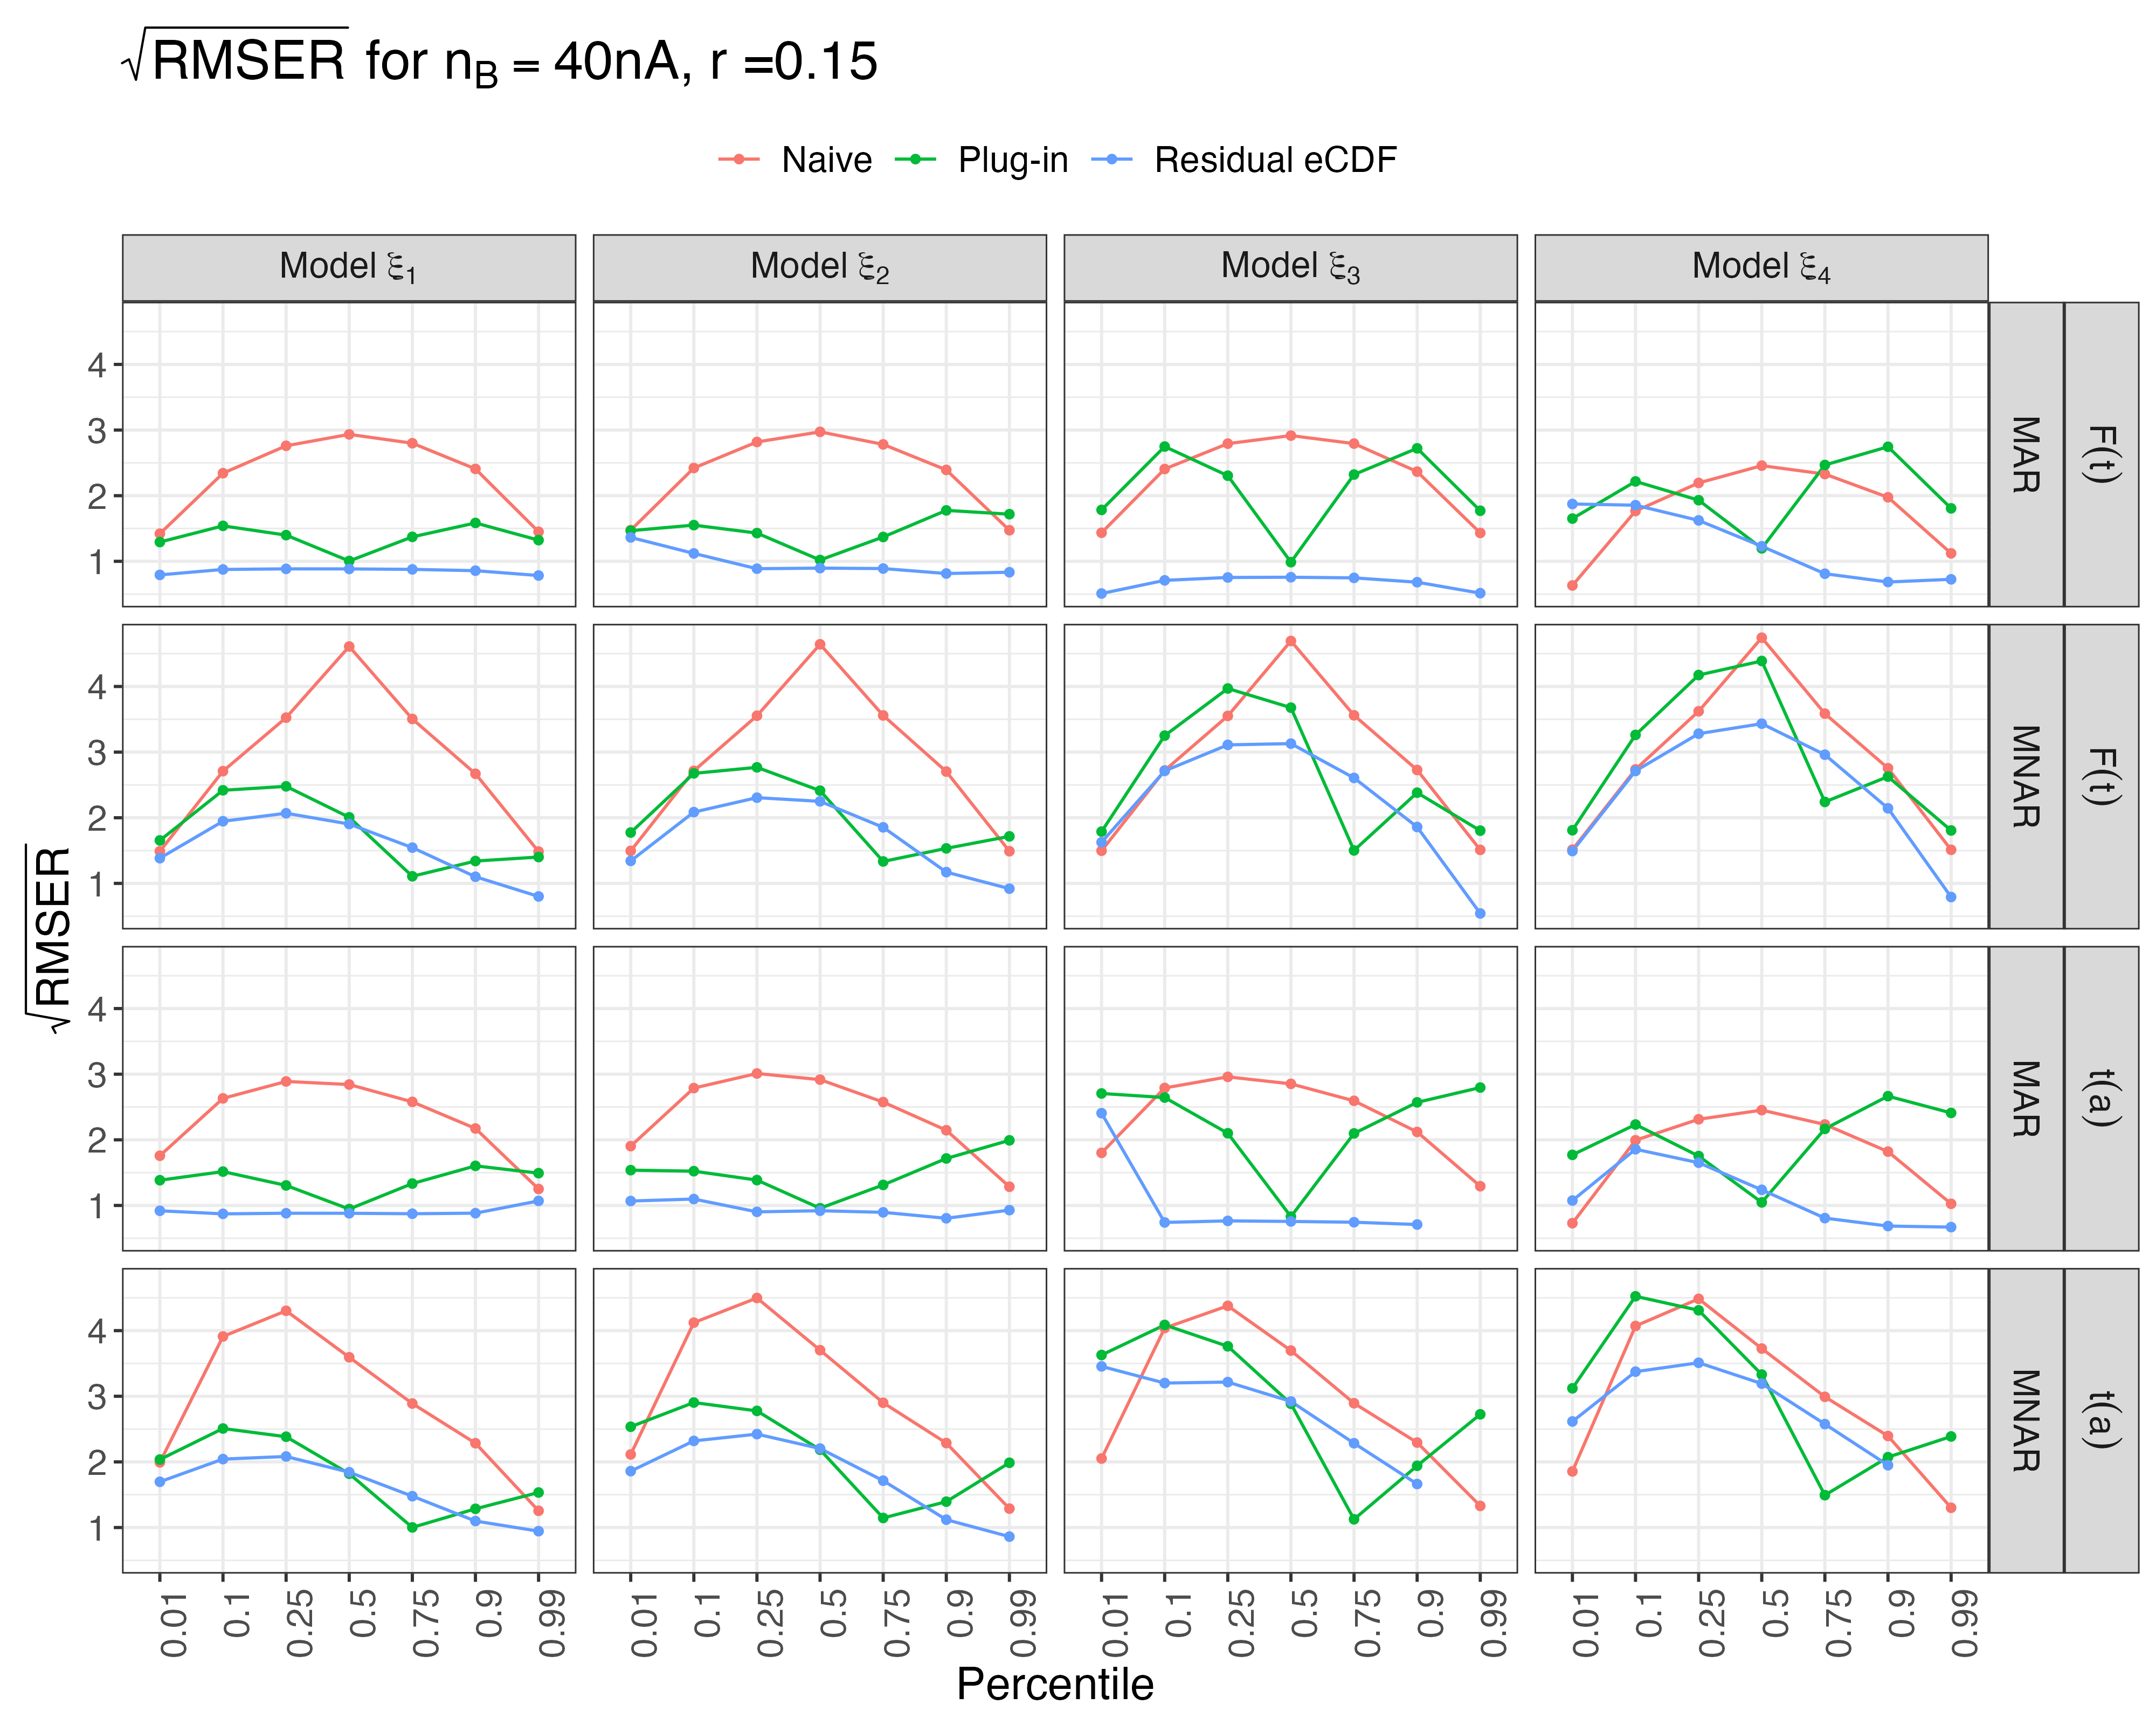 √RMSER for n_B = 40nA, r =0.15
Naive Plug-in Residual eCDF
Model ξ₁ Model ξ₂ Model ξ₃ Model ξ₄
4
3
2
1
MAR
F(t)
4
3
2
1
MNAR
F(t)
√RMSER
4
3
2
1
MAR
t(a)
4
3
2
1
MNAR
t(a)
0.01 0.1 0.25 0.5 0.75 0.9 0.99 0.01 0.1 0.25 0.5 0.75 0.9 0.99 0.01 0.1 0.25 0.5 0.75 0.9 0.99 0.01 0.1 0.25 0.5 0.75 0.9 0.99
Percentile